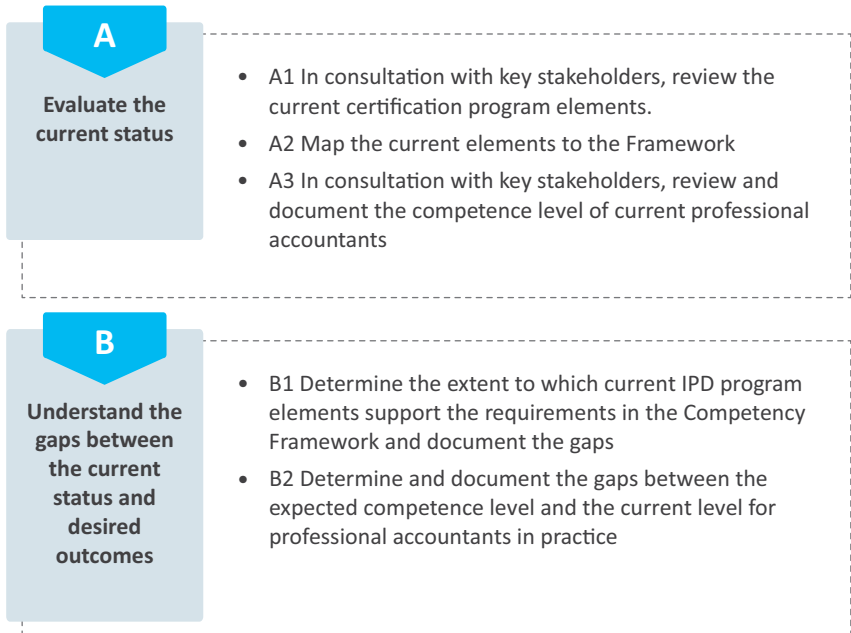 A
Evaluate the
current status
• A1 In consultation with key stakeholders, review the
current certification program elements.
• A2 Map the current elements to the Framework
• A3 In consultation with key stakeholders, review and
document the competence level of current professional
accountants
B
Understand the
gaps between
the current
status and
desired
outcomes
• B1 Determine the extent to which current IPD program
elements support the requirements in the Competency
Framework and document the gaps
• B2 Determine and document the gaps between the
expected competence level and the current level for
professional accountants in practice